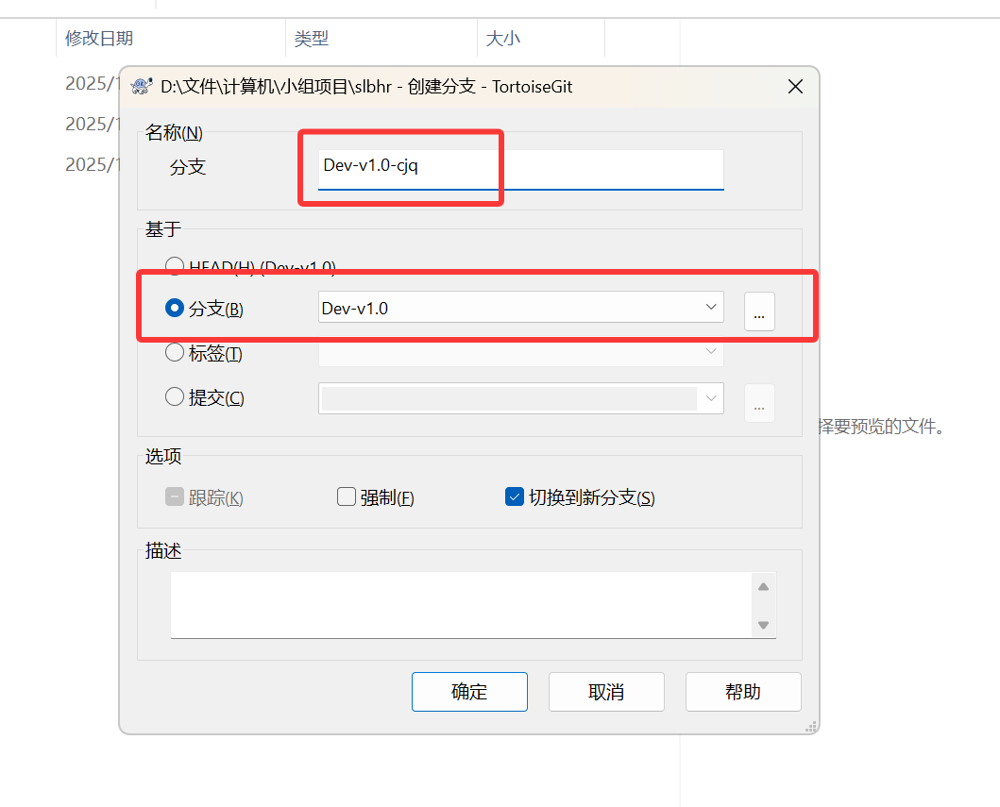 修改日期 类型 大小
2025/1
2025/1
2025/1
D:\文件\计算机\小组项目\slbhr - 创建分支 - TortoiseGit
名称(N)
分支 Dev-v1.0-cjq
基于
HEAD(H) (Dev-v1.0)
分支(B) Dev-v1.0 ...
标签(T)
提交(C) ...
择要预览的文件。
选项
跟踪(K) 强制(F) 切换到新分支(S)
描述
确定 取消 帮助